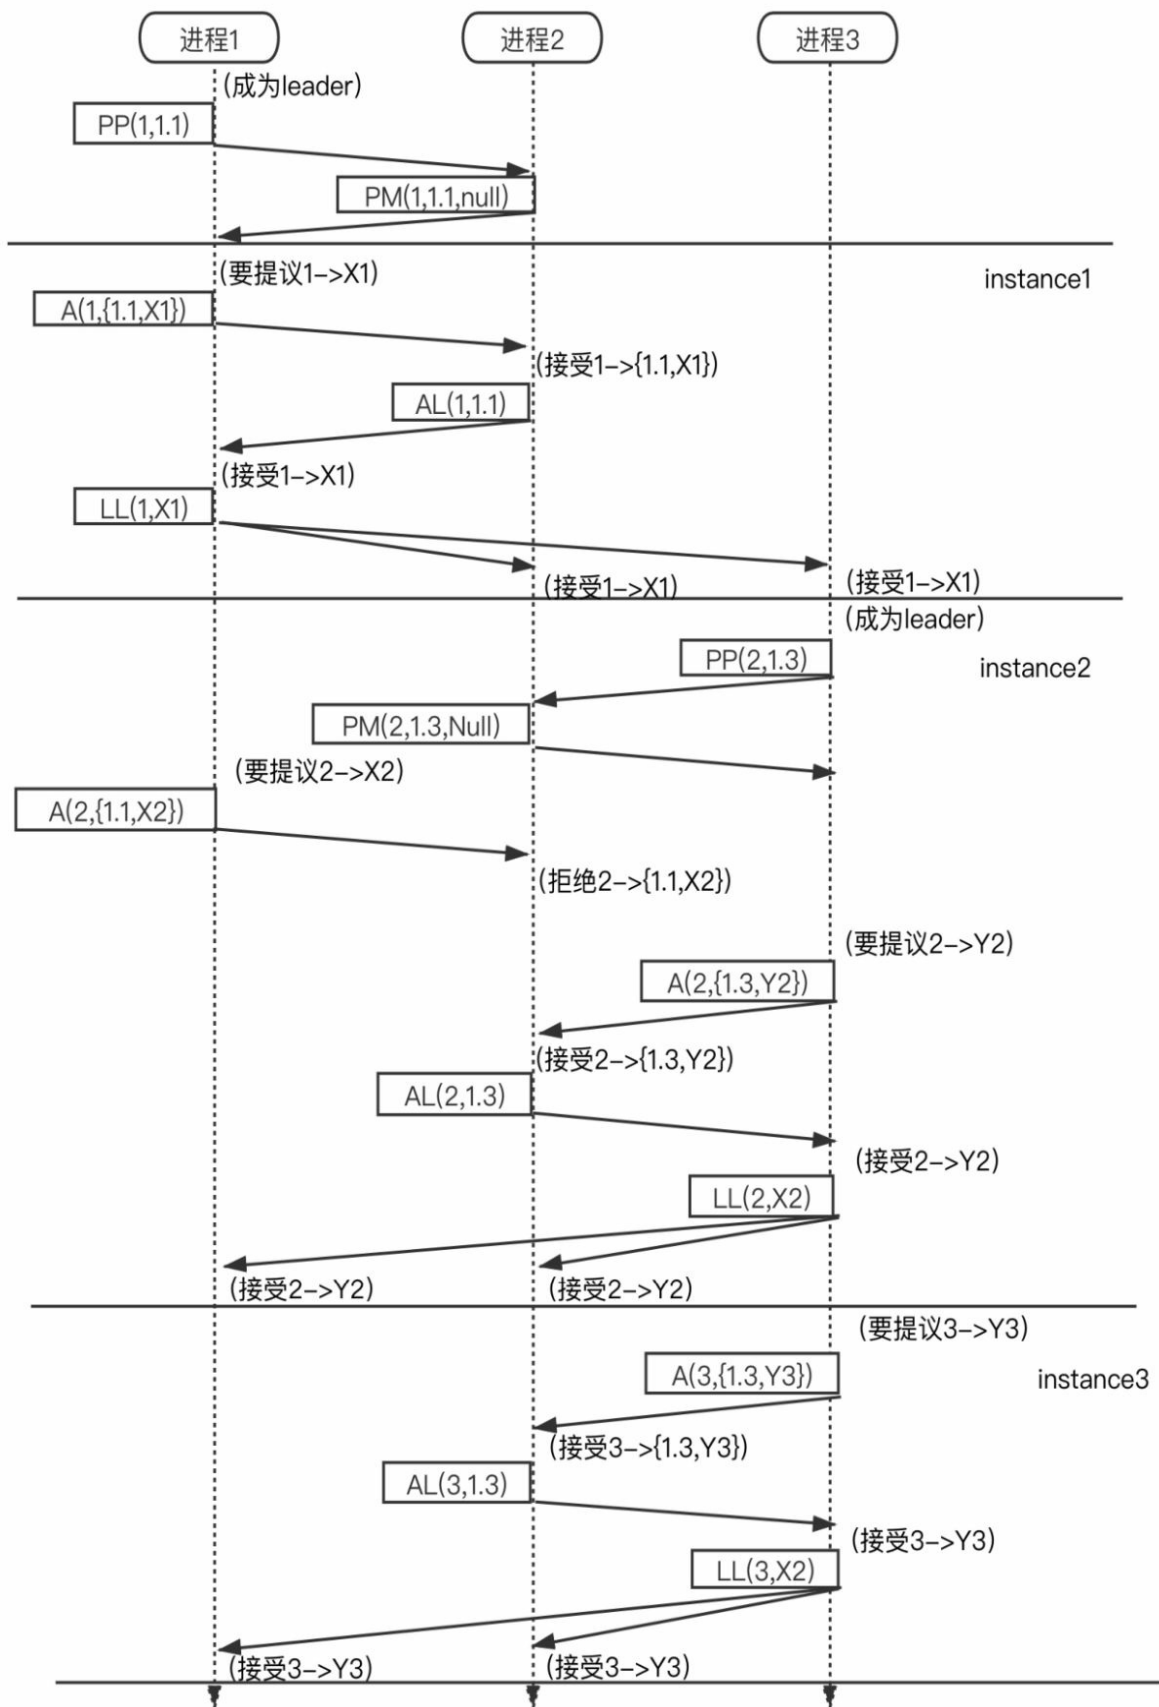 进程1 进程2 进程3
(成为leader)
PP(1,1.1)
PM(1,1.1,null)
(要提议1->X1)
instance1
A(1,{1.1,X1})
(接受1->{1.1,X1})
AL(1,1.1)
(接受1->X1)
LL(1,X1)
(接受1->X1) (接受1->X1)
(成为leader)
PP(2,1.3)
instance2
PM(2,1.3,Null)
(要提议2->X2)
A(2,{1.1,X2})
(拒绝2->{1.1,X2})
(要提议2->Y2)
A(2,{1.3,Y2})
(接受2->{1.3,Y2})
AL(2,1.3)
(接受2->Y2)
LL(2,X2)
(接受2->Y2) (接受2->Y2)
(要提议3->Y3)
A(3,{1.3,Y3})
instance3
(接受3->{1.3,Y3})
AL(3,1.3)
(接受3->Y3)
LL(3,X2)
(接受3->Y3) (接受3->Y3)